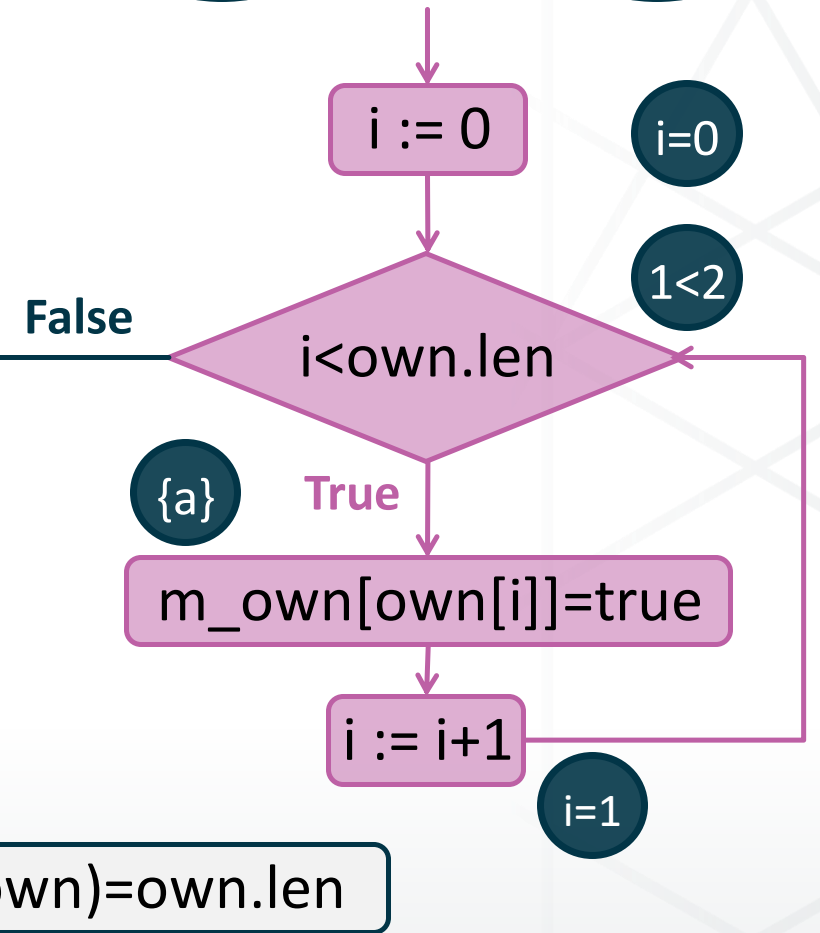 i := 0
i=0
1<2
False
i<own.len
{a}
True
m_own[own[i]]=true
i := i+1
i=1
wn)=own.len